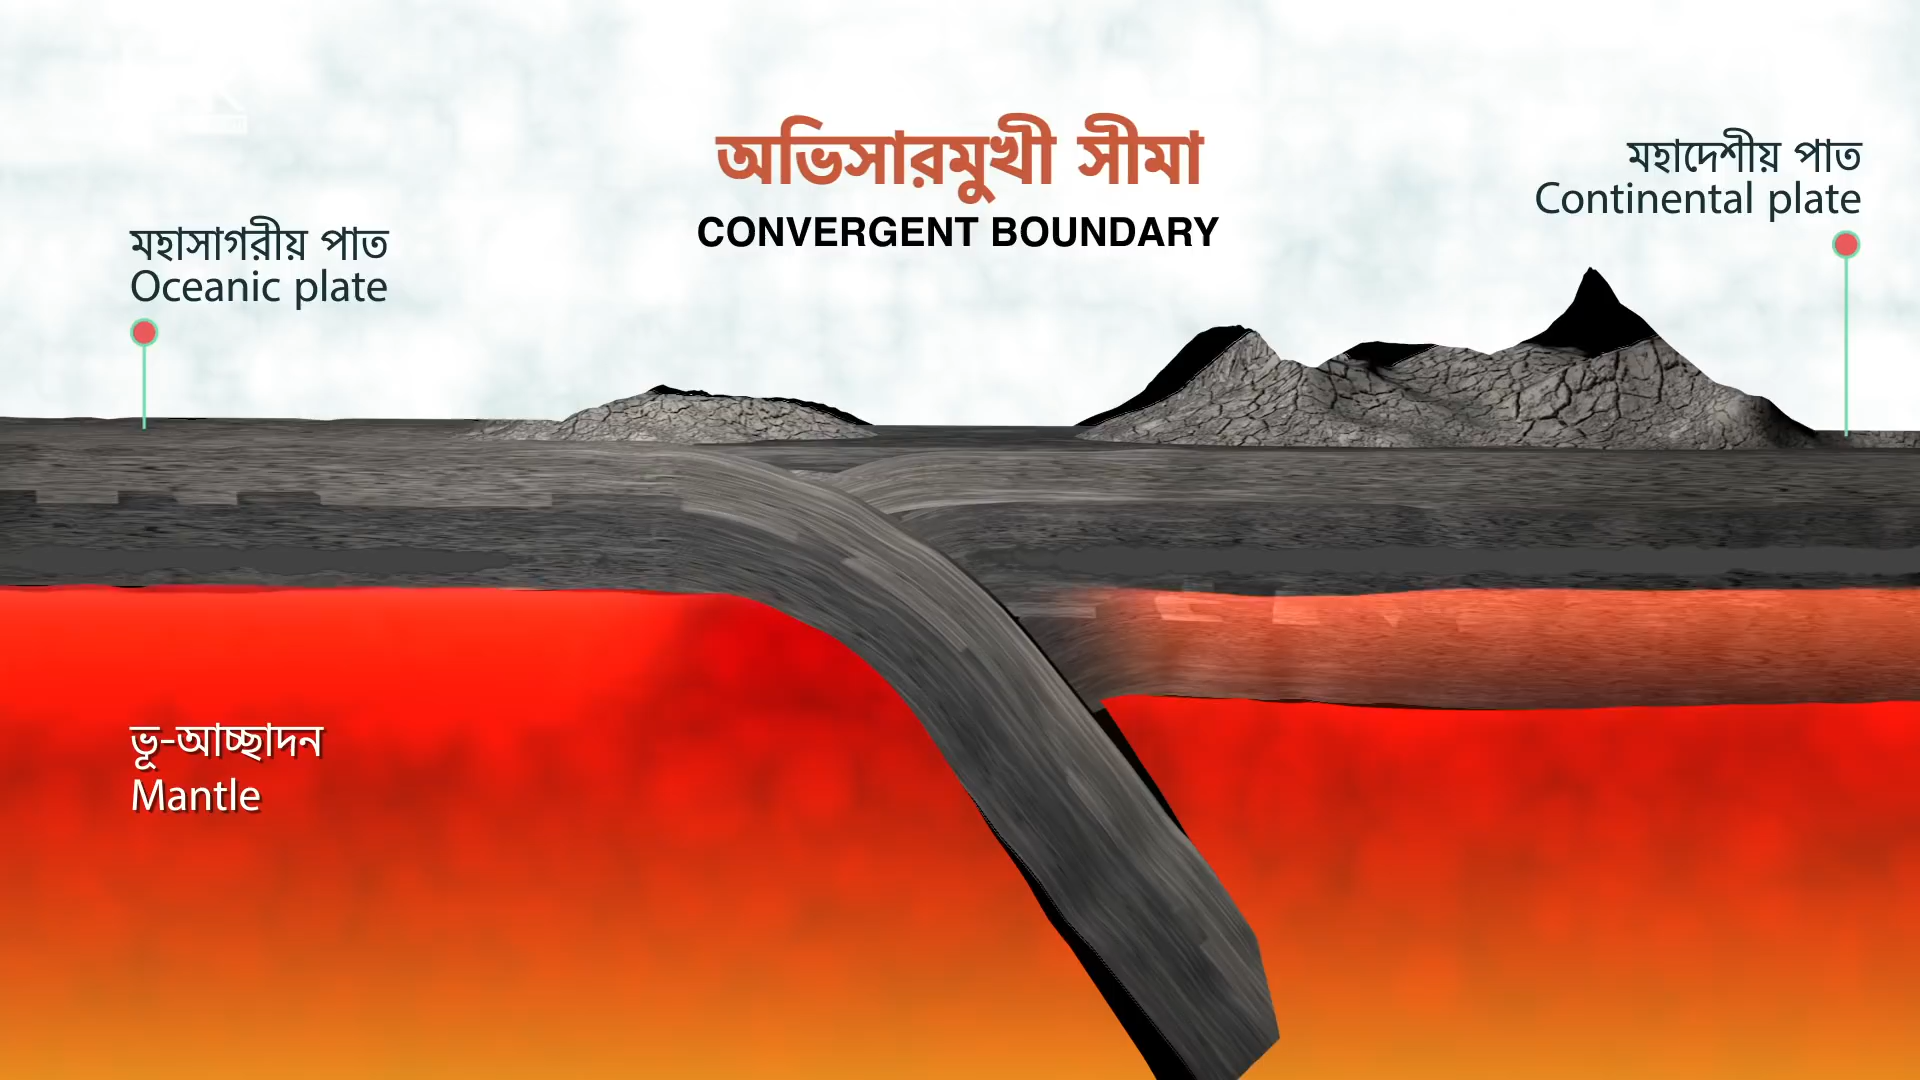 অভিসারমুখী সীমা
CONVERGENT BOUNDARY
মহাদেশীয় পাত
Continental plate
মহাসাগরীয় পাত
Oceanic plate
ভূ-আচ্ছাদন
Mantle